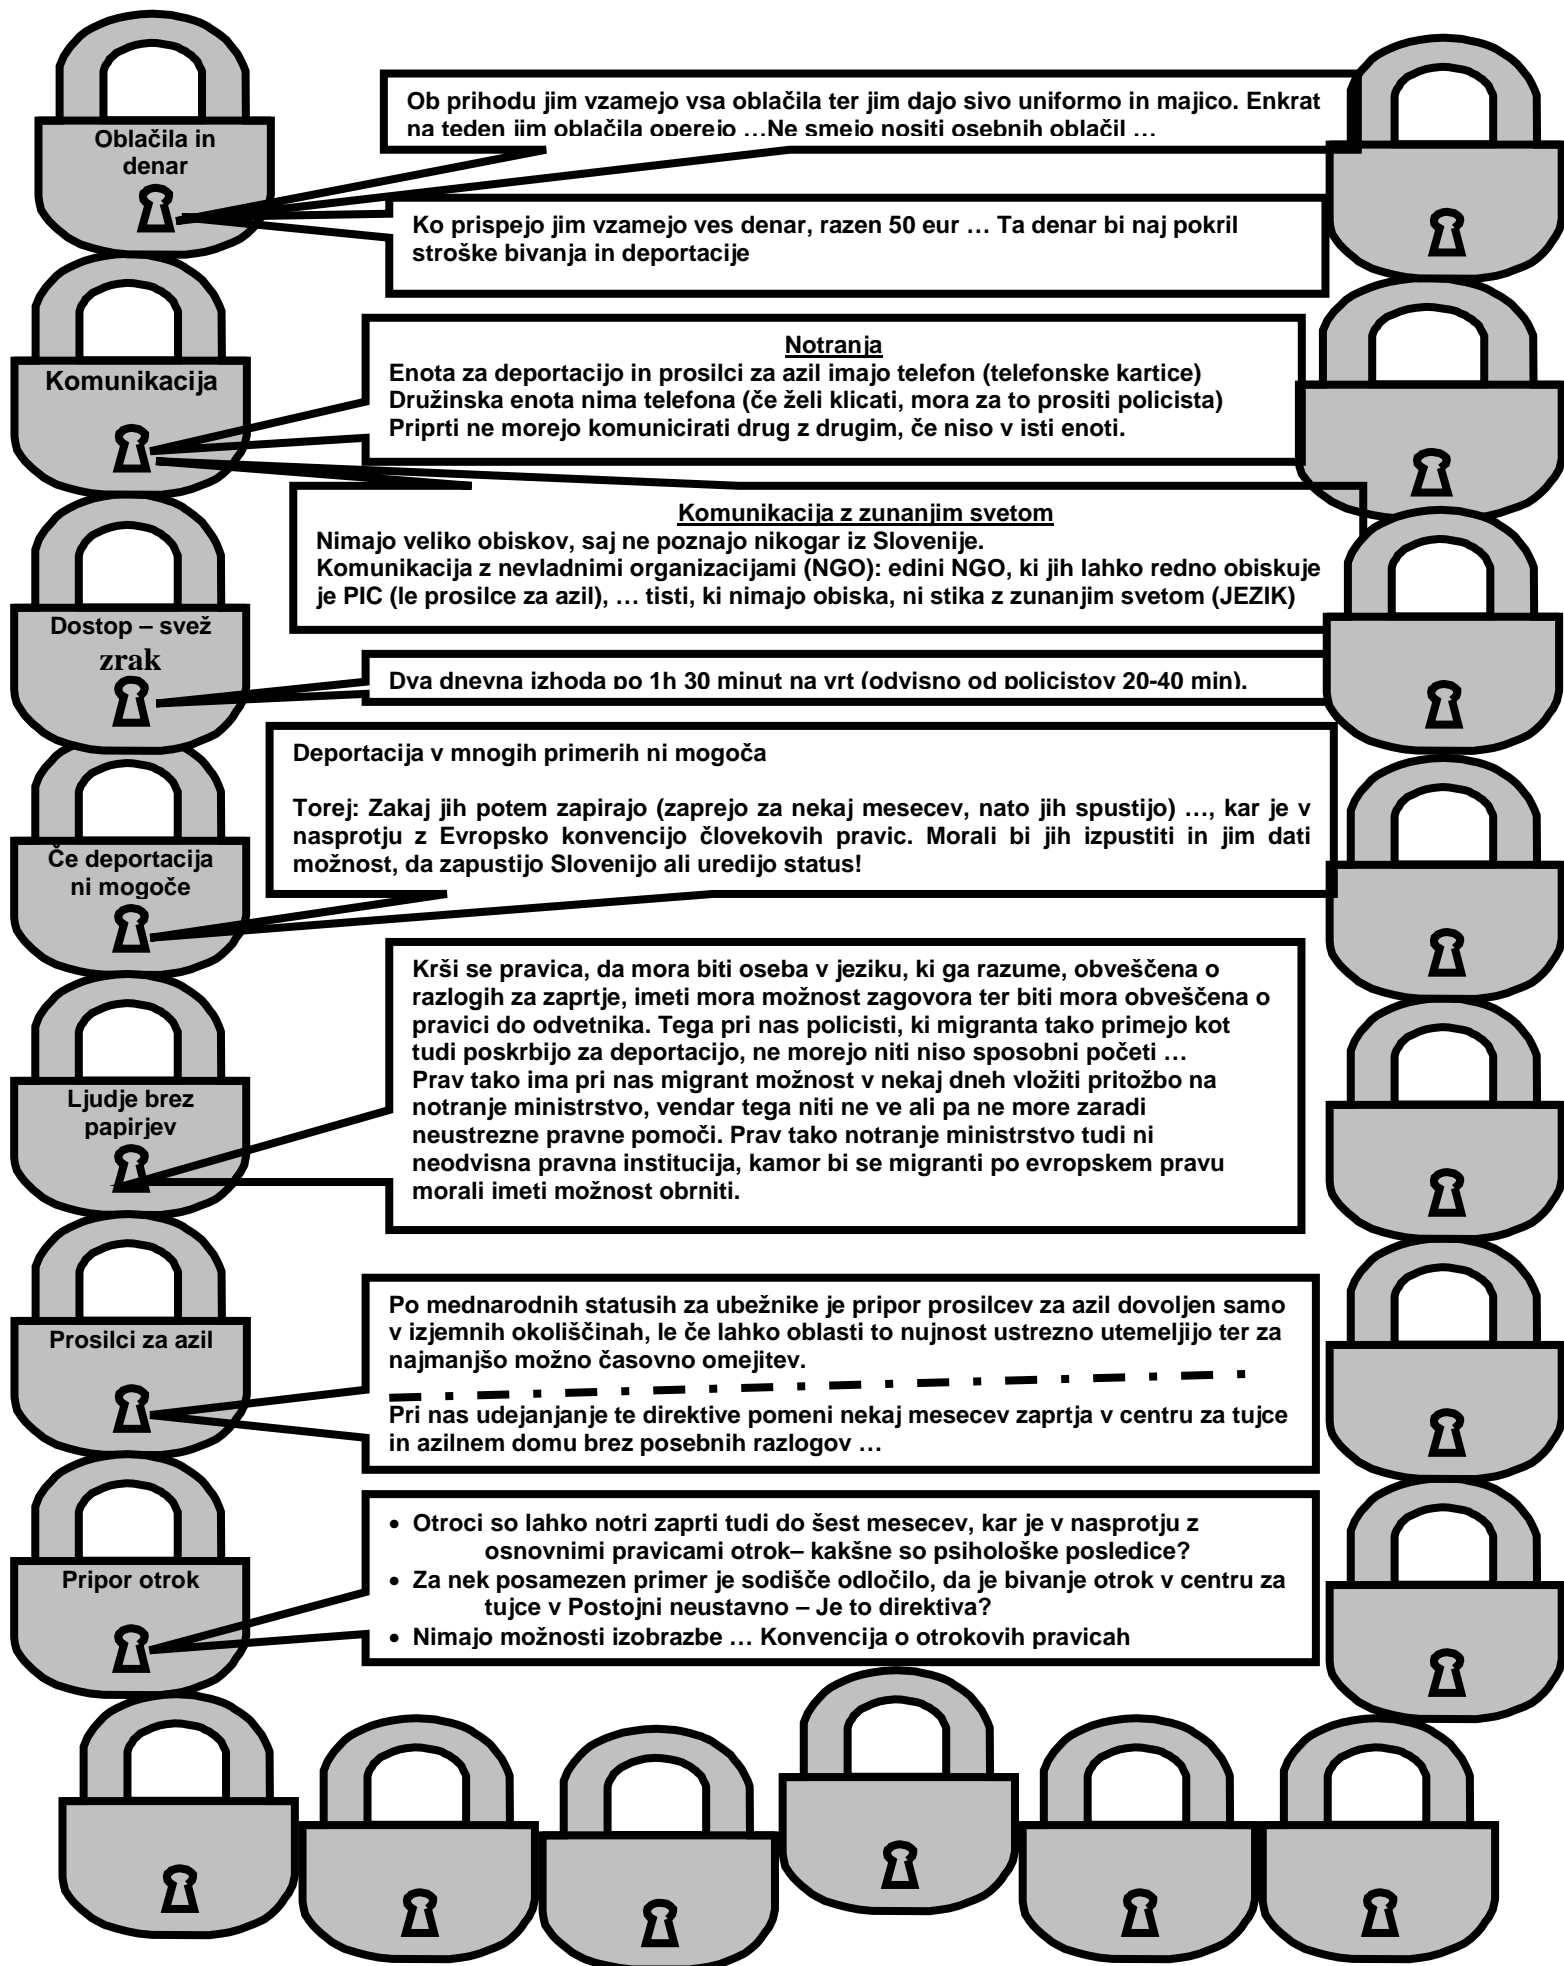 Oblačila in
denar
Ob prihodu jim vzamejo vsa oblačila ter jim dajo sivo uniformo in majico. Enkrat
na teden jim oblačila operejo …Ne smejo nositi osebnih oblačil …
Ko prispejo jim vzamejo ves denar, razen 50 eur … Ta denar bi naj pokril
stroške bivanja in deportacije
Komunikacija
Notranja
Enota za deportacijo in prosilci za azil imajo telefon (telefonske kartice)
Družinska enota nima telefona (če želi klicati, mora za to prositi policista)
Priprti ne morejo komunicirati drug z drugim, če niso v isti enoti.
Komunikacija z zunanjim svetom
Nimajo veliko obiskov, saj ne poznajo nikogar iz Slovenije.
Komunikacija z nevladnimi organizacijami (NGO): edini NGO, ki jih lahko redno obiskuje
je PIC (le prosilce za azil), … tisti, ki nimajo obiska, ni stika z zunanjim svetom (JEZIK)
Dostop – svež
zrak
Dva dnevna izhoda po 1h 30 minut na vrt (odvisno od policistov 20-40 min).
Če deportacija
ni mogoče
Deportacija v mnogih primerih ni mogoča
Torej: Zakaj jih potem zapirajo (zaprejo za nekaj mesecev, nato jih spustijo) …, kar je v
nasprotju z Evropsko konvencijo človekovih pravic. Morali bi jih izpustiti in jim dati
možnost, da zapustijo Slovenijo ali uredijo status!
Ljudje brez
papirjev
Krši se pravica, da mora biti oseba v jeziku, ki ga razume, obveščena o
razlogih za zaprtje, imeti mora možnost zagovora ter biti mora obveščena o
pravici do odvetnika. Tega pri nas policisti, ki migranta tako primejo kot
tudi poskrbijo za deportacijo, ne morejo niti niso sposobni početi …
Prav tako ima pri nas migrant možnost v nekaj dneh vložiti pritožbo na
notranje ministrstvo, vendar tega niti ne ve ali pa ne more zaradi
neustrezne pravne pomoči. Prav tako notranje ministrstvo tudi ni
neodvisna pravna institucija, kamor bi se migranti po evropskem pravu
morali imeti možnost obrniti.
Prosilci za azil
Po mednarodnih statusih za ubežnike je pripor prosilcev za azil dovoljen samo
v izjemnih okoliščinah, le če lahko oblasti to nujnost ustrezno utemeljijo ter za
najmanjšo možno časovno omejitev.
Pri nas udejanjanje te direktive pomeni nekaj mesecev zaprtja v centru za tujce
in azilnem domu brez posebnih razlogov …
Pripor otrok
• Otroci so lahko notri zaprti tudi do šest mesecev, kar je v nasprotju z
osnovnimi pravicami otrok– kakšne so psihološke posledice?
• Za nek posamezen primer je sodišče odločilo, da je bivanje otrok v centru za
tujce v Postojni neustavno – Je to direktiva?
• Nimajo možnosti izobrazbe … Konvencija o otrokovih pravicah